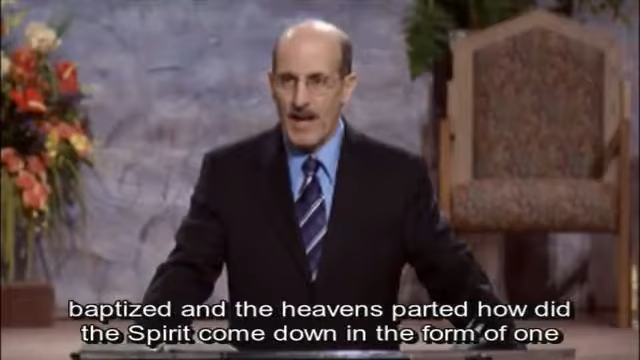 baptized and the heavens parted how did
the Spirit come down in the form of one